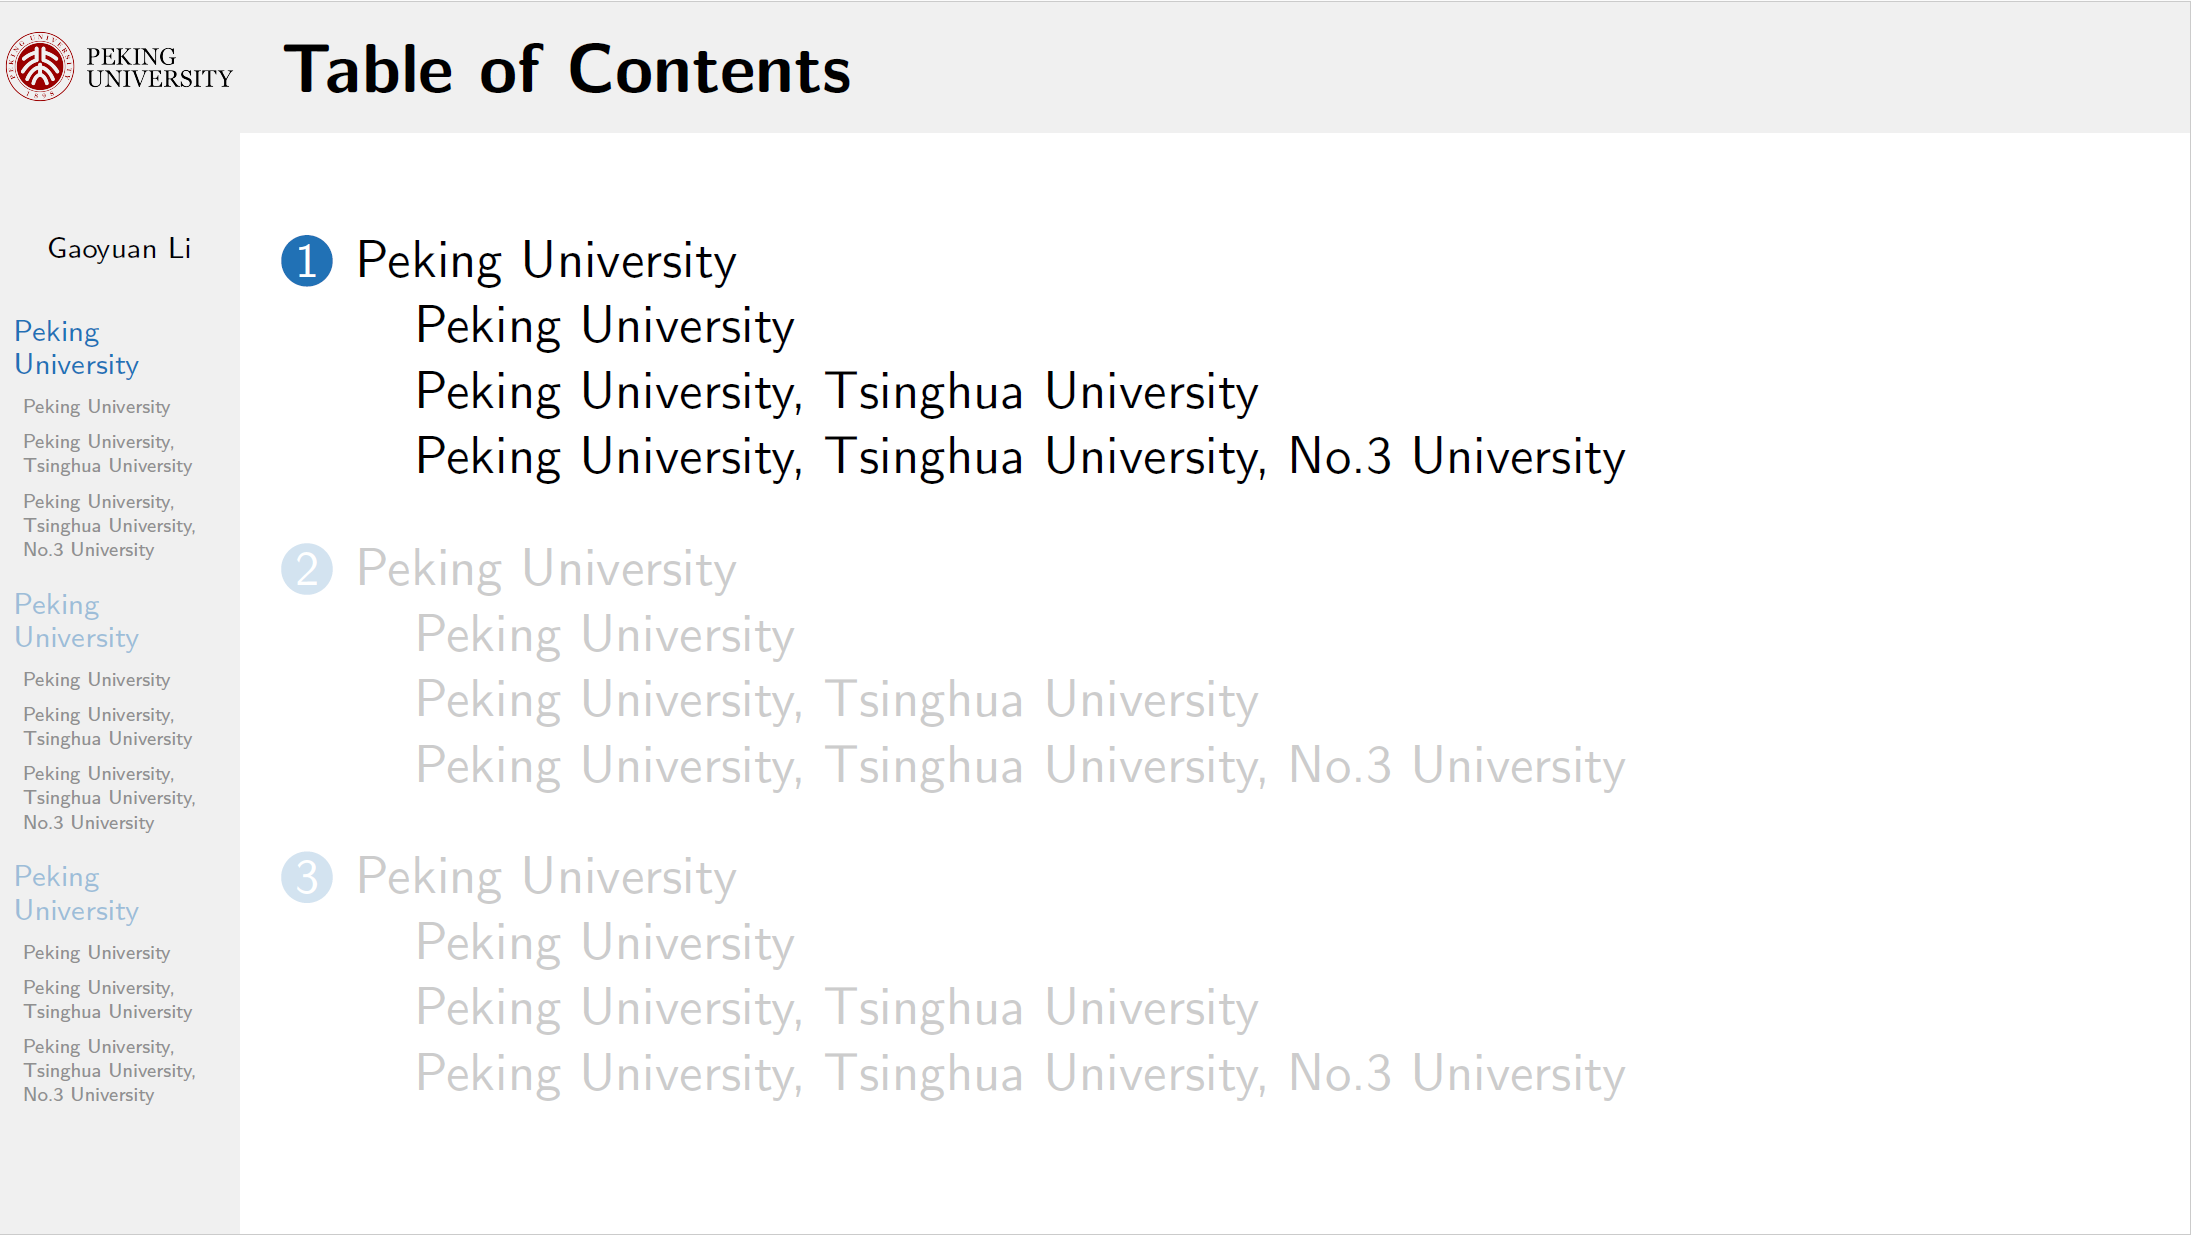 PEKING UNIVERSITY
1898
PEKING
UNIVERSITY
Table of Contents
Gaoyuan Li
Peking
University
Peking University
Peking University,
Tsinghua University
Peking University,
Tsinghua University,
No.3 University
Peking
University
Peking University
Peking University,
Tsinghua University
Peking University,
Tsinghua University,
No.3 University
Peking
University
Peking University
Peking University,
Tsinghua University
Peking University,
Tsinghua University,
No.3 University
1 Peking University
Peking University
Peking University, Tsinghua University
Peking University, Tsinghua University, No.3 University
2 Peking University
Peking University
Peking University, Tsinghua University
Peking University, Tsinghua University, No.3 University
3 Peking University
Peking University
Peking University, Tsinghua University
Peking University, Tsinghua University, No.3 University